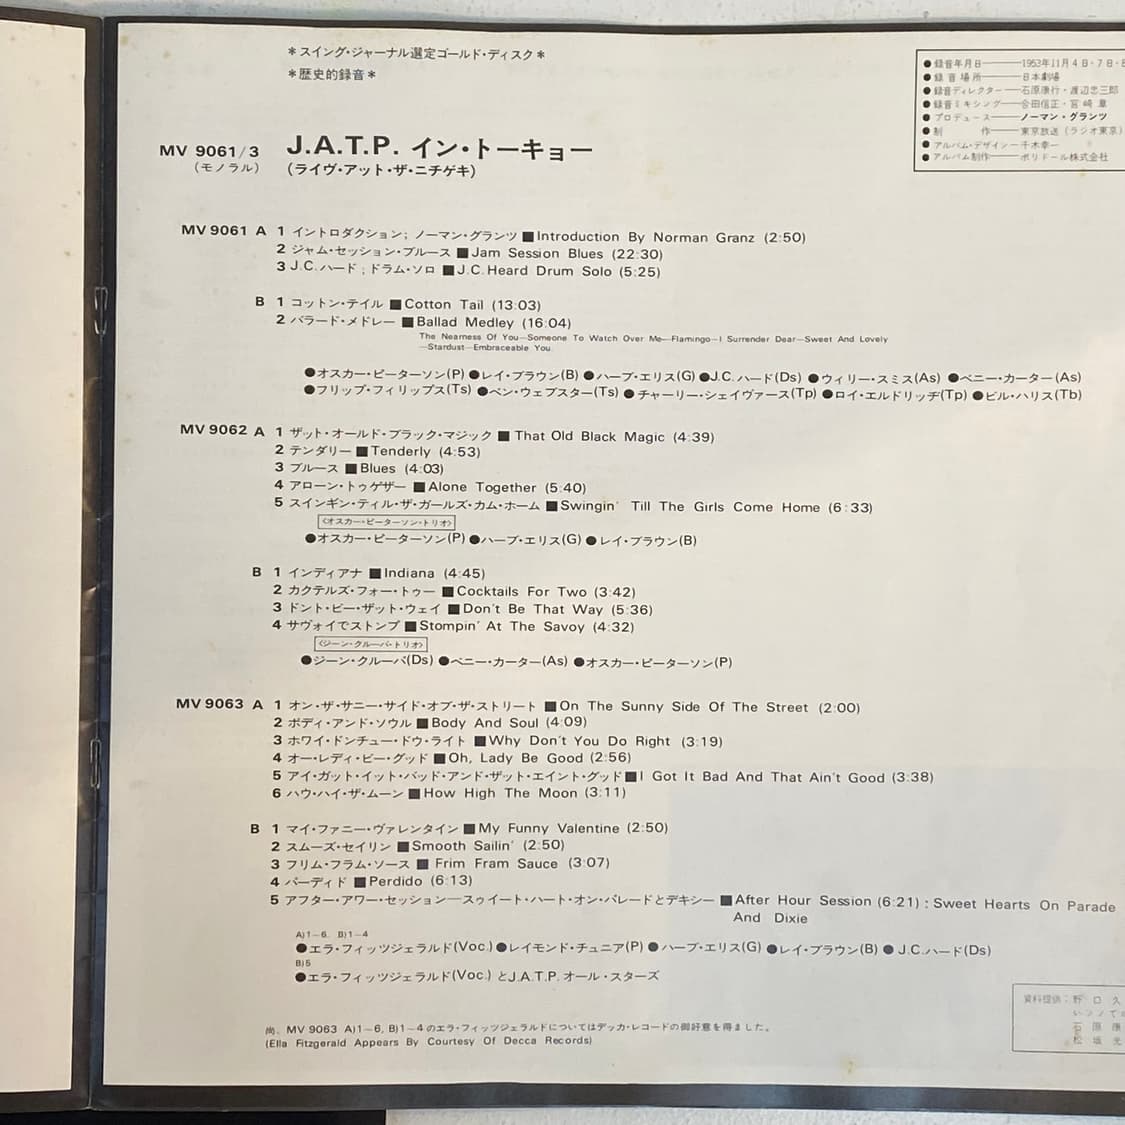 ＊スイング・ジャーナル選定ゴールド・ディスク＊
＊歴史的録音＊
MV 9061/3 J.A.T.P. イン・トーキョー
（モノラル） （ライヴ・アット・ザ・ニチゲキ）
●録音年月日――1953年11月4日・7日・8
●録音場所――日本劇場
●録音ディレクター――石原康行・渡辺忠三郎
●録音ミキシング――合田信正・宮崎 章
●プロデュース――ノーマン・グランツ
●制 作――東京放送（ラジオ東京）
●アルバム・デザイン―千木幸一
●アルバム制作――ポリドール株式会社
MV 9061 A 1 イントロダクション；ノーマン・グランツ ■Introduction By Norman Granz (2:50)
2 ジャム・セッション・ブルース ■Jam Session Blues (22:30)
3 J.C.ハード；ドラム・ソロ ■J.C.Heard Drum Solo (5:25)
B 1 コットン・テイル ■Cotton Tail (13:03)
2 バラード・メドレー ■Ballad Medley (16:04)
The Nearness Of You—Someone To Watch Over Me—Flamingo—I Surrender Dear—Sweet And Lovely
—Stardust—Embraceable You.
●オスカー・ピーターソン(P) ●レイ・ブラウン(B) ●ハーブ・エリス(G) ●J.C.ハード(Ds) ●ウィリー・スミス(As) ●ベニー・カーター(As)
●フリップ・フィリップス(Ts) ●ベン・ウェブスター(Ts) ●チャーリー・シェイヴァース(Tp) ●ロイ・エルドリッヂ(Tp) ●ビル・ハリス(Tb)
MV 9062 A 1 ザット・オールド・ブラック・マジック ■ That Old Black Magic (4:39)
2 テンダリー ■Tenderly (4:53)
3 ブルース ■Blues (4:03)
4 アローン・トゥゲザー ■Alone Together (5:40)
5 スインギン・ティル・ザ・ガールズ・カム・ホーム ■Swingin' Till The Girls Come Home (6:33)
〈オスカー・ピーターソン・トリオ〉
●オスカー・ピーターソン(P) ●ハーブ・エリス(G) ●レイ・ブラウン(B)
B 1 インディアナ ■Indiana (4:45)
2 カクテルズ・フォー・トゥー ■Cocktails For Two (3:42)
3 ドント・ビー・ザット・ウェイ ■Don't Be That Way (5:36)
4 サヴォイでストンプ ■Stompin' At The Savoy (4:32)
〈ジーン・クルーパ・トリオ〉
●ジーン・クルーパ(Ds) ●ベニー・カーター(As) ●オスカー・ピーターソン(P)
MV 9063 A 1 オン・ザ・サニー・サイド・オブ・ザ・ストリート ■On The Sunny Side Of The Street (2:00)
2 ボディ・アンド・ソウル ■Body And Soul (4:09)
3 ホワイ・ドンチュー・ドゥ・ライト ■Why Don't You Do Right (3:19)
4 オー・レディ・ビー・グッド ■Oh, Lady Be Good (2:56)
5 アイ・ガット・イット・バッド・アンド・ザット・エイント・グッド■I Got It Bad And That Ain't Good (3:38)
6 ハウ・ハイ・ザ・ムーン ■How High The Moon (3:11)
B 1 マイ・ファニー・ヴァレンタイン ■My Funny Valentine (2:50)
2 スムーズ・セイリン ■Smooth Sailin' (2:50)
3 フリム・フラム・ソース ■ Frim Fram Sauce (3:07)
4 パーディド ■Perdido (6:13)
5 アフター・アワー・セッション―スゥイート・ハート・オン・パレードとデキシー ■After Hour Session (6:21) : Sweet Hearts On Parade
And Dixie
A)1—6. B)1—4
●エラ・フィッツジェラルド(Voc.) ●レイモンド・チュニア(P) ●ハーブ・エリス(G) ●レイ・ブラウン(B) ●J.C.ハード(Ds)
B)5
●エラ・フィッツジェラルド(Voc.) とJ.A.T.P. オール・スターズ
尚、MV 9063 A)1—6, B)1—4 のエラ・フィッツジェラルドについてはデッカ・レコードの御好意を得ました。
(Ella Fitzgerald Appears By Courtesy Of Decca Records)
資料提供：野口久
いソノてる
石原康
松坂